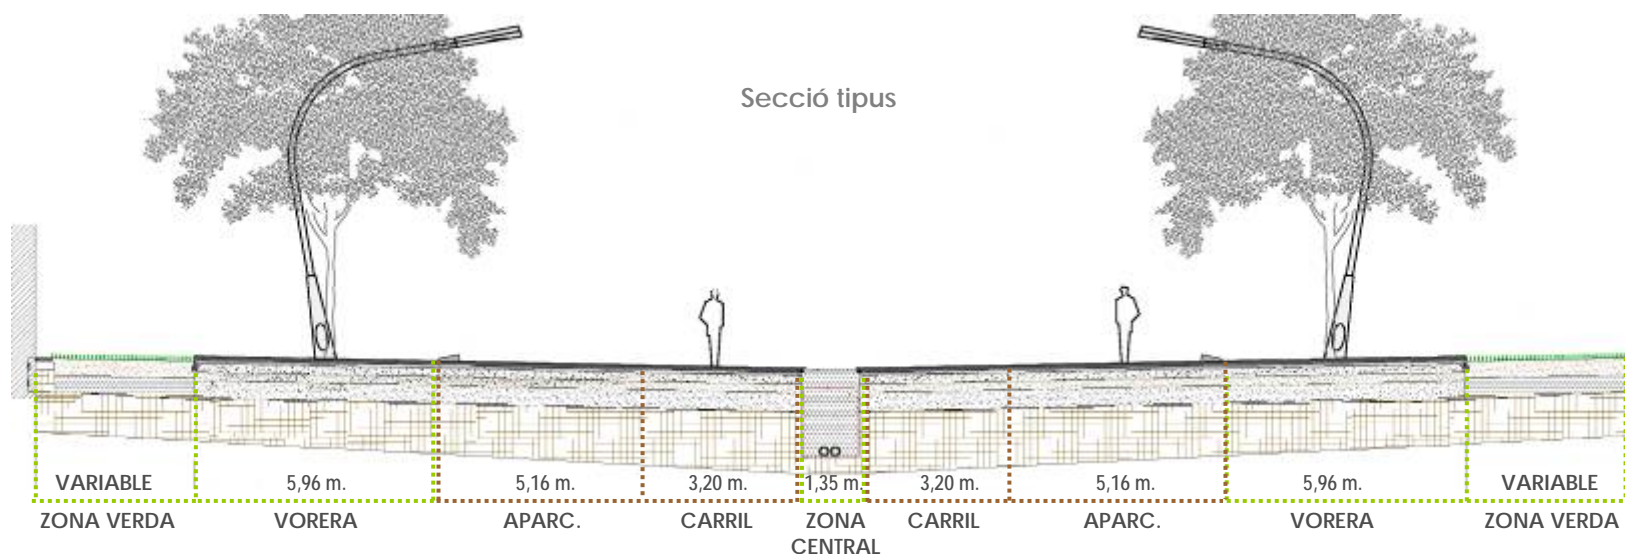 Secció tipus
VARIABLE 5,96 m. 5,16 m. 3,20 m. 1,35 m 3,20 m. 5,16 m. 5,96 m. VARIABLE
ZONA VERDA VORERA APARC. CARRIL ZONA CENTRAL CARRIL APARC. VORERA ZONA VERDA